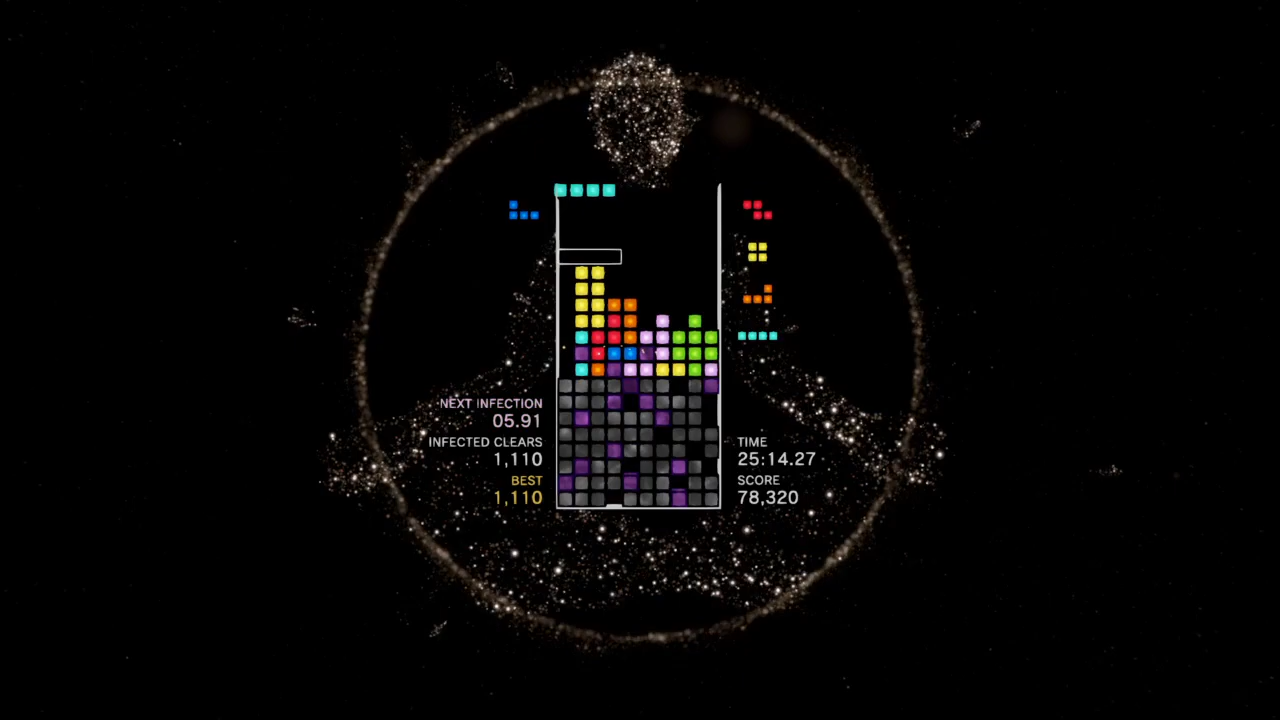 NEXT INFECTION
05.91
INFECTED CLEARS
1,110
BEST
1,110
TIME
25:14.27
SCORE
78,320